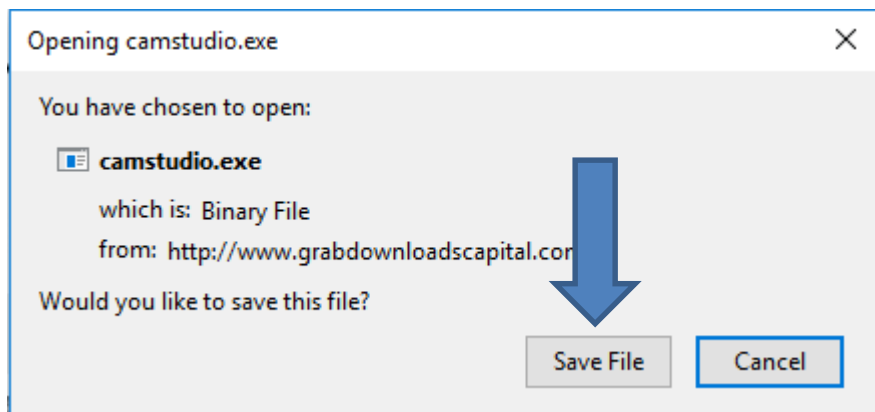 Opening camstudio.exe
You have chosen to open:
camstudio.exe
which is: Binary File
from: http://www.grabdownloadscapital.con
Would you like to save this file?
Save File
Cancel